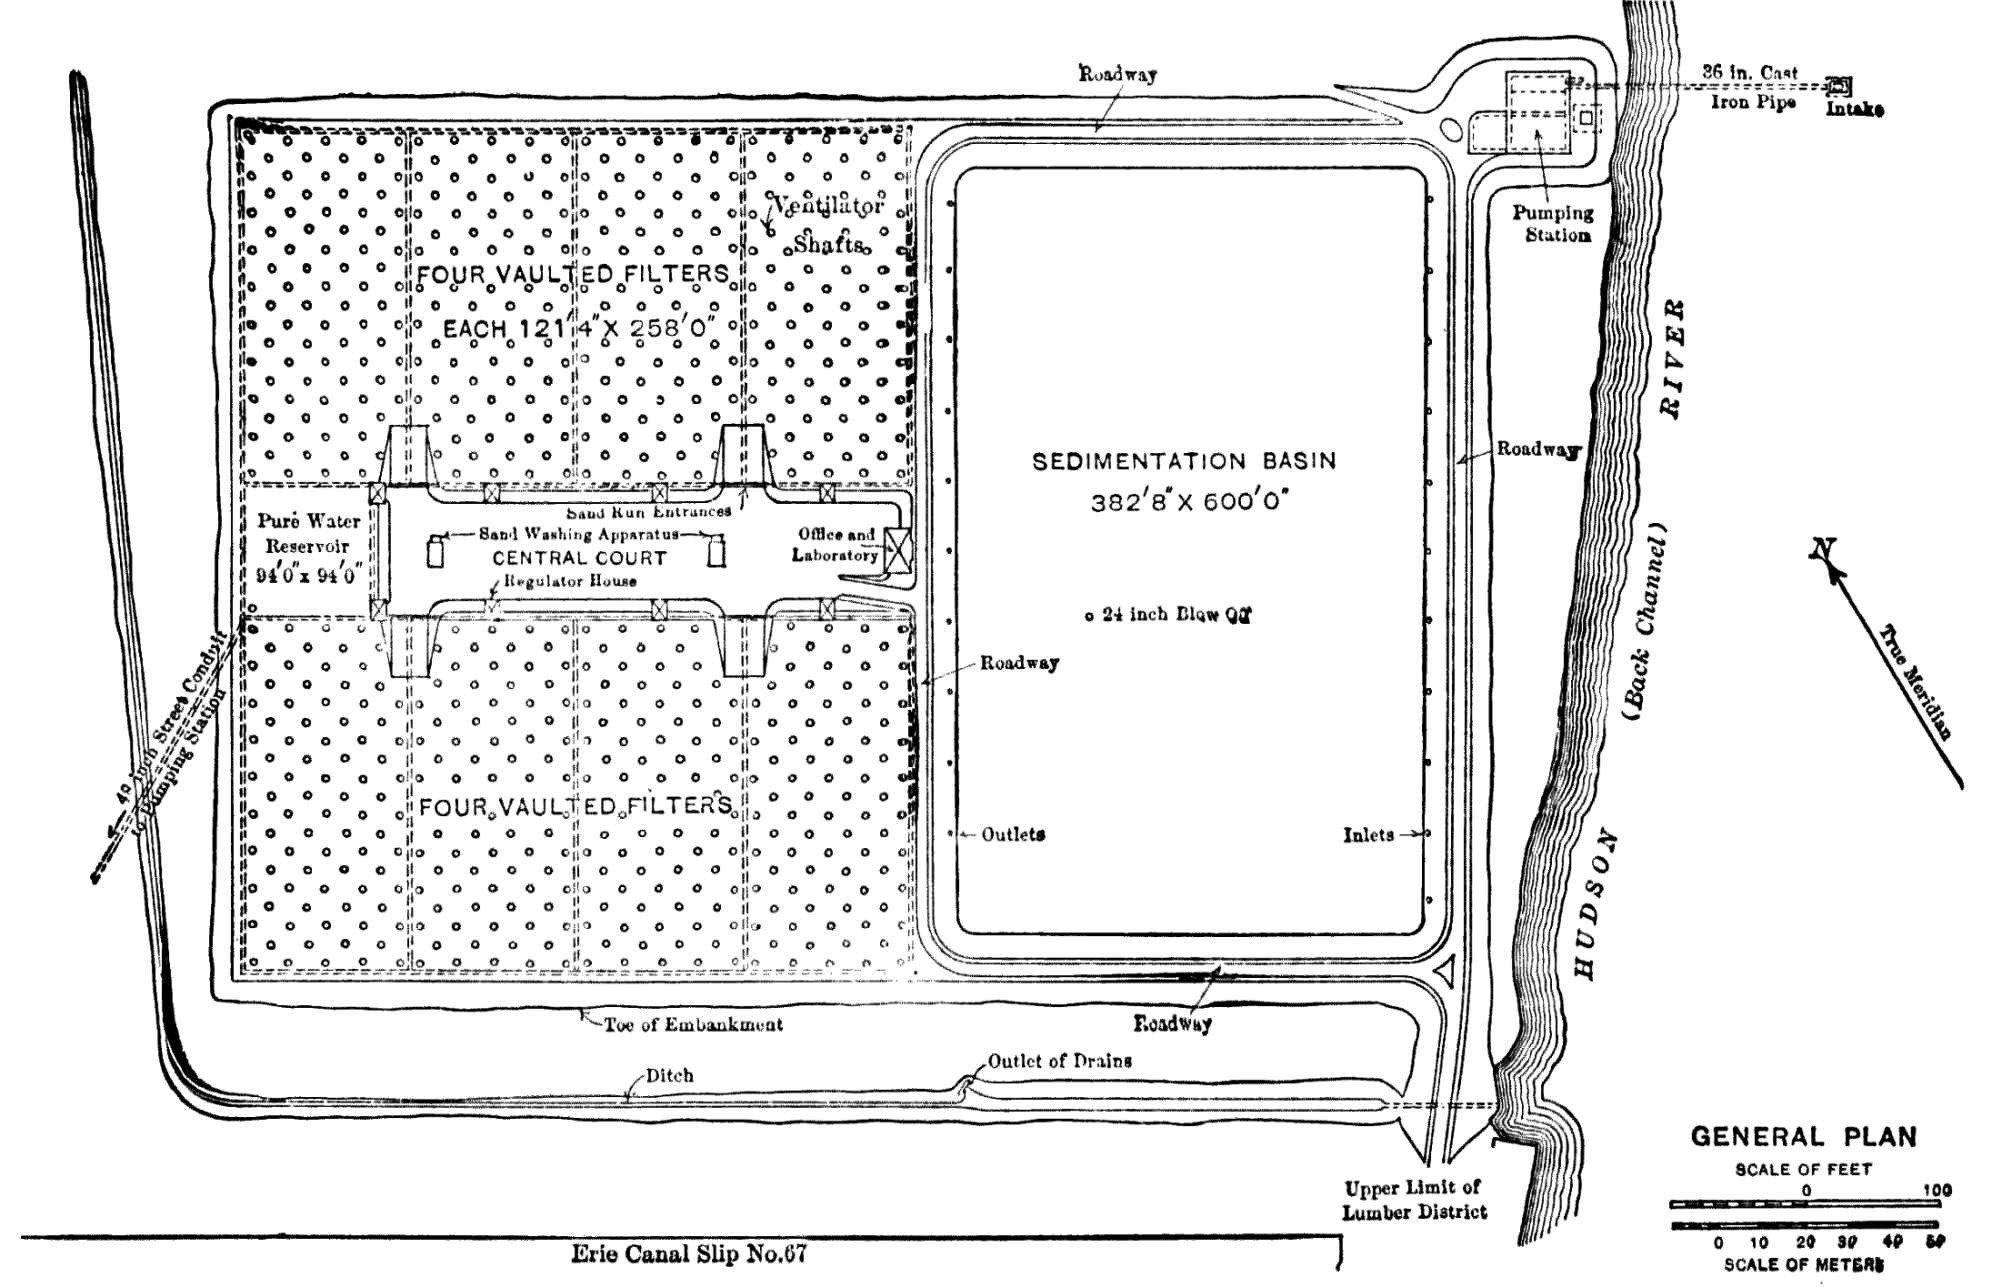 Roadway
36 in. Cast
Iron Pipe
Intake
Ventilator
Shafts
Pumping
Station
FOUR VAULTED FILTERS
EACH 121'4" X 258'0"
RIVER
SEDIMENTATION BASIN
382'8" X 600'0"
Roadway
Sand Run Entrances
Pure Water
Reservoir
94'0" x 94'0"
Sand Washing Apparatus
CENTRAL COURT
Regulator House
Office and
Laboratory
N
True Meridian
(Back Channel)
24 inch Blow Off
Roadway
inch Street Conduit
to Pumping Station
FOUR VAULTED FILTERS
Outlets
Inlets
HUDSON
Toe of Embankment
Roadway
Outlet of Drains
Ditch
GENERAL PLAN
SCALE OF FEET
0 100
0 10 20 30 40 50
SCALE OF METERS
Upper Limit of
Lumber District
Erie Canal Slip No.67